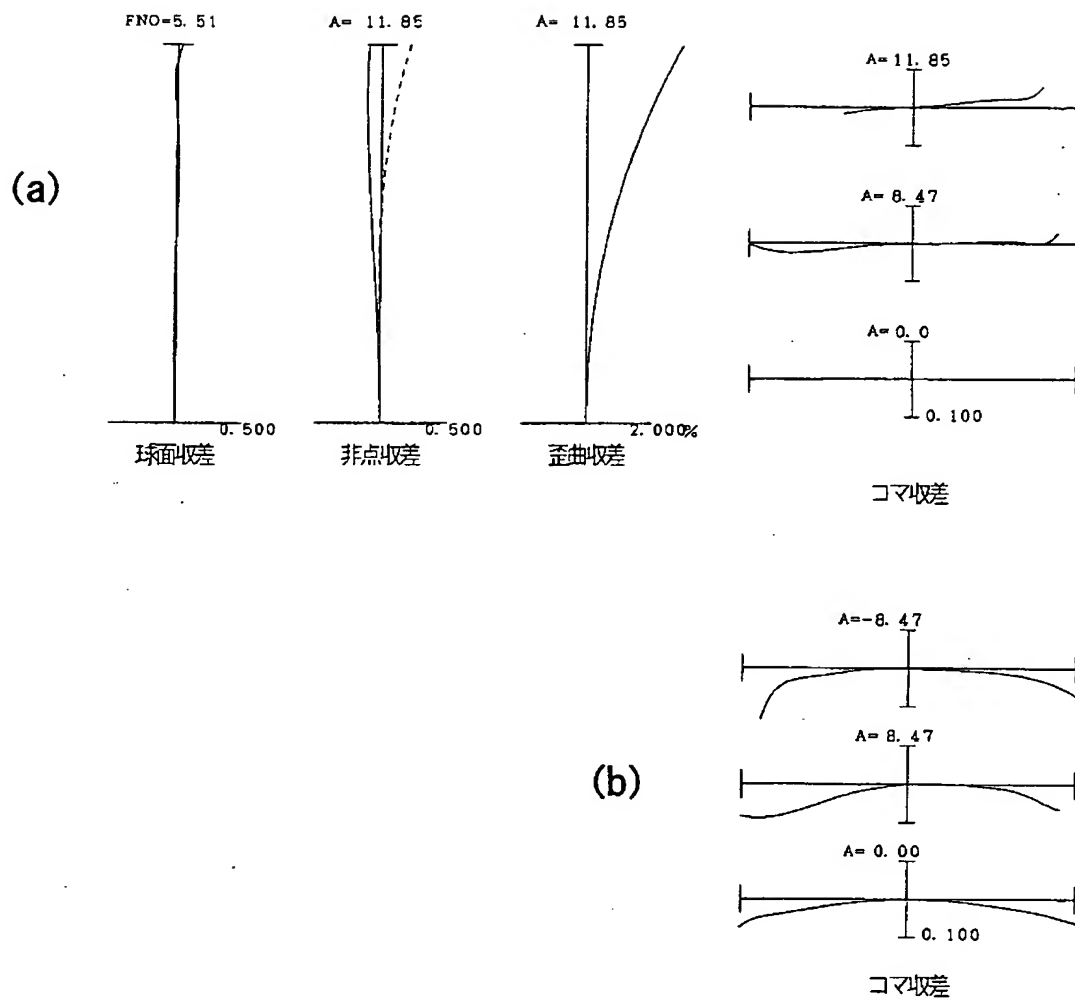 (a)
FNO=5.51
0.500
球面収差
A= 11.85
0.500
非点収差
A= 11.85
2.000%
歪曲収差
A= 11.85
A= 8.47
A= 0.0
0.100
コマ収差
(b)
A=-8.47
A= 8.47
A= 0.00
0.100
コマ収差